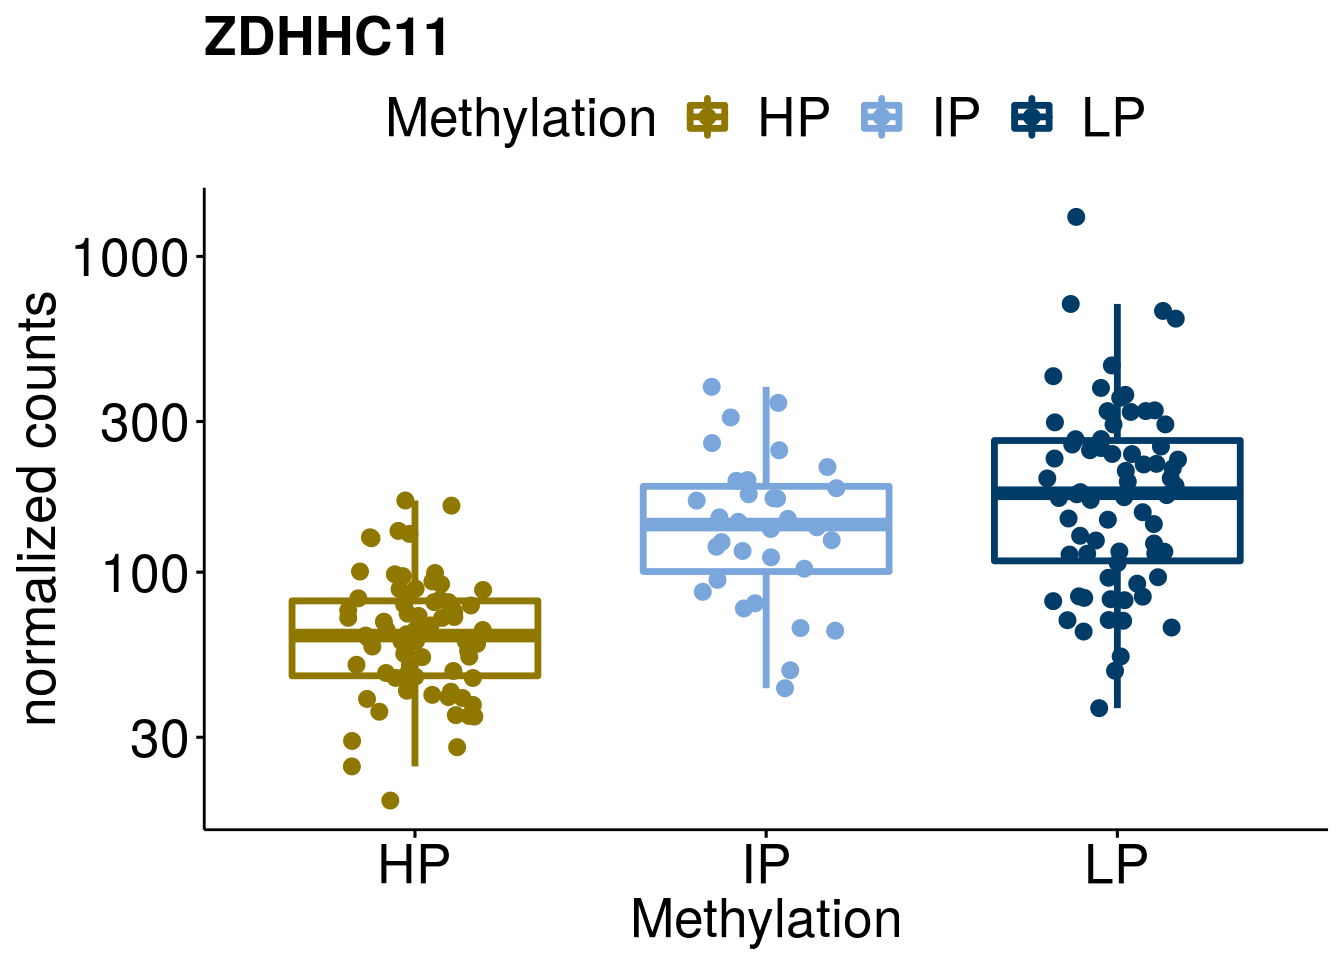 ZDHHC11
Methylation HP IP LP
normalized counts
1000
300
100
30
HP IP LP
Methylation